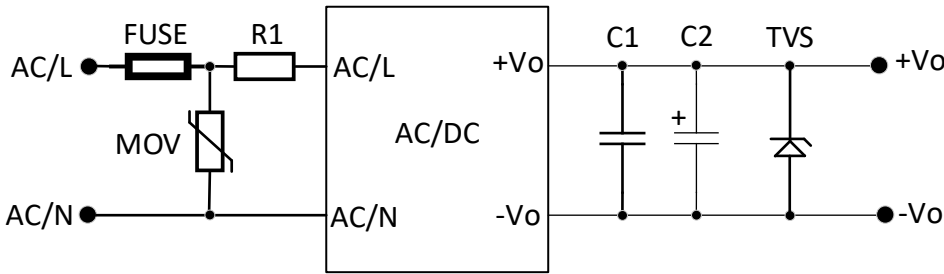 FUSE R1 C1 C2 TVS
AC/L AC/L +Vo +Vo
MOV AC/DC +
AC/N AC/N -Vo -Vo